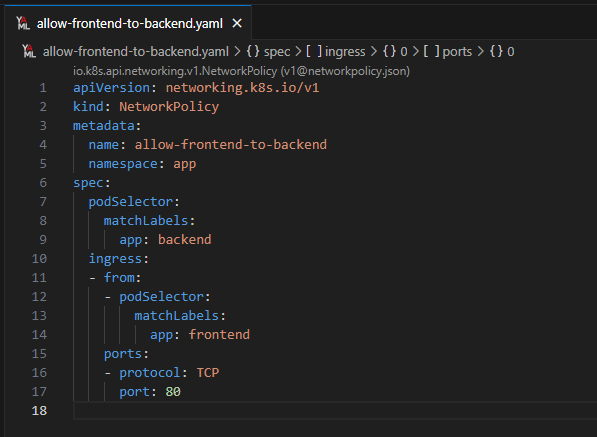 YAML allow-frontend-to-backend.yaml ×
YAML allow-frontend-to-backend.yaml > {} spec > [ ] ingress > {} 0 > [ ] ports > {} 0
io.k8s.api.networking.v1.NetworkPolicy (v1@networkpolicy.json)
1 apiVersion: networking.k8s.io/v1
2 kind: NetworkPolicy
3 metadata:
4   name: allow-frontend-to-backend
5   namespace: app
6 spec:
7   podSelector:
8     matchLabels:
9       app: backend
10   ingress:
11   - from:
12     - podSelector:
13         matchLabels:
14           app: frontend
15     ports:
16     - protocol: TCP
17       port: 80
18